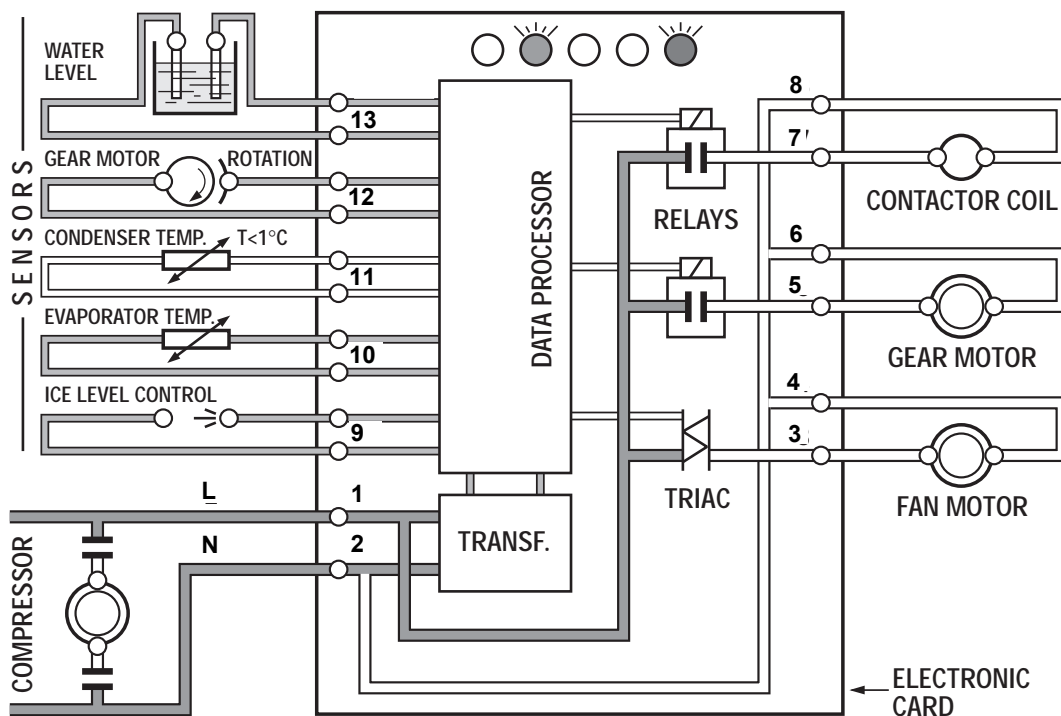 WATER
LEVEL
13
GEAR MOTOR ROTATION
12
CONDENSER TEMP. T<1°C
11
EVAPORATOR TEMP.
10
ICE LEVEL CONTROL
9
SENSORS
L
1
N
2
COMPRESSOR
DATA PROCESSOR
TRANSF.
RELAYS
TRIAC
8
7
CONTACTOR COIL
6
5
GEAR MOTOR
4
3
FAN MOTOR
ELECTRONIC
CARD